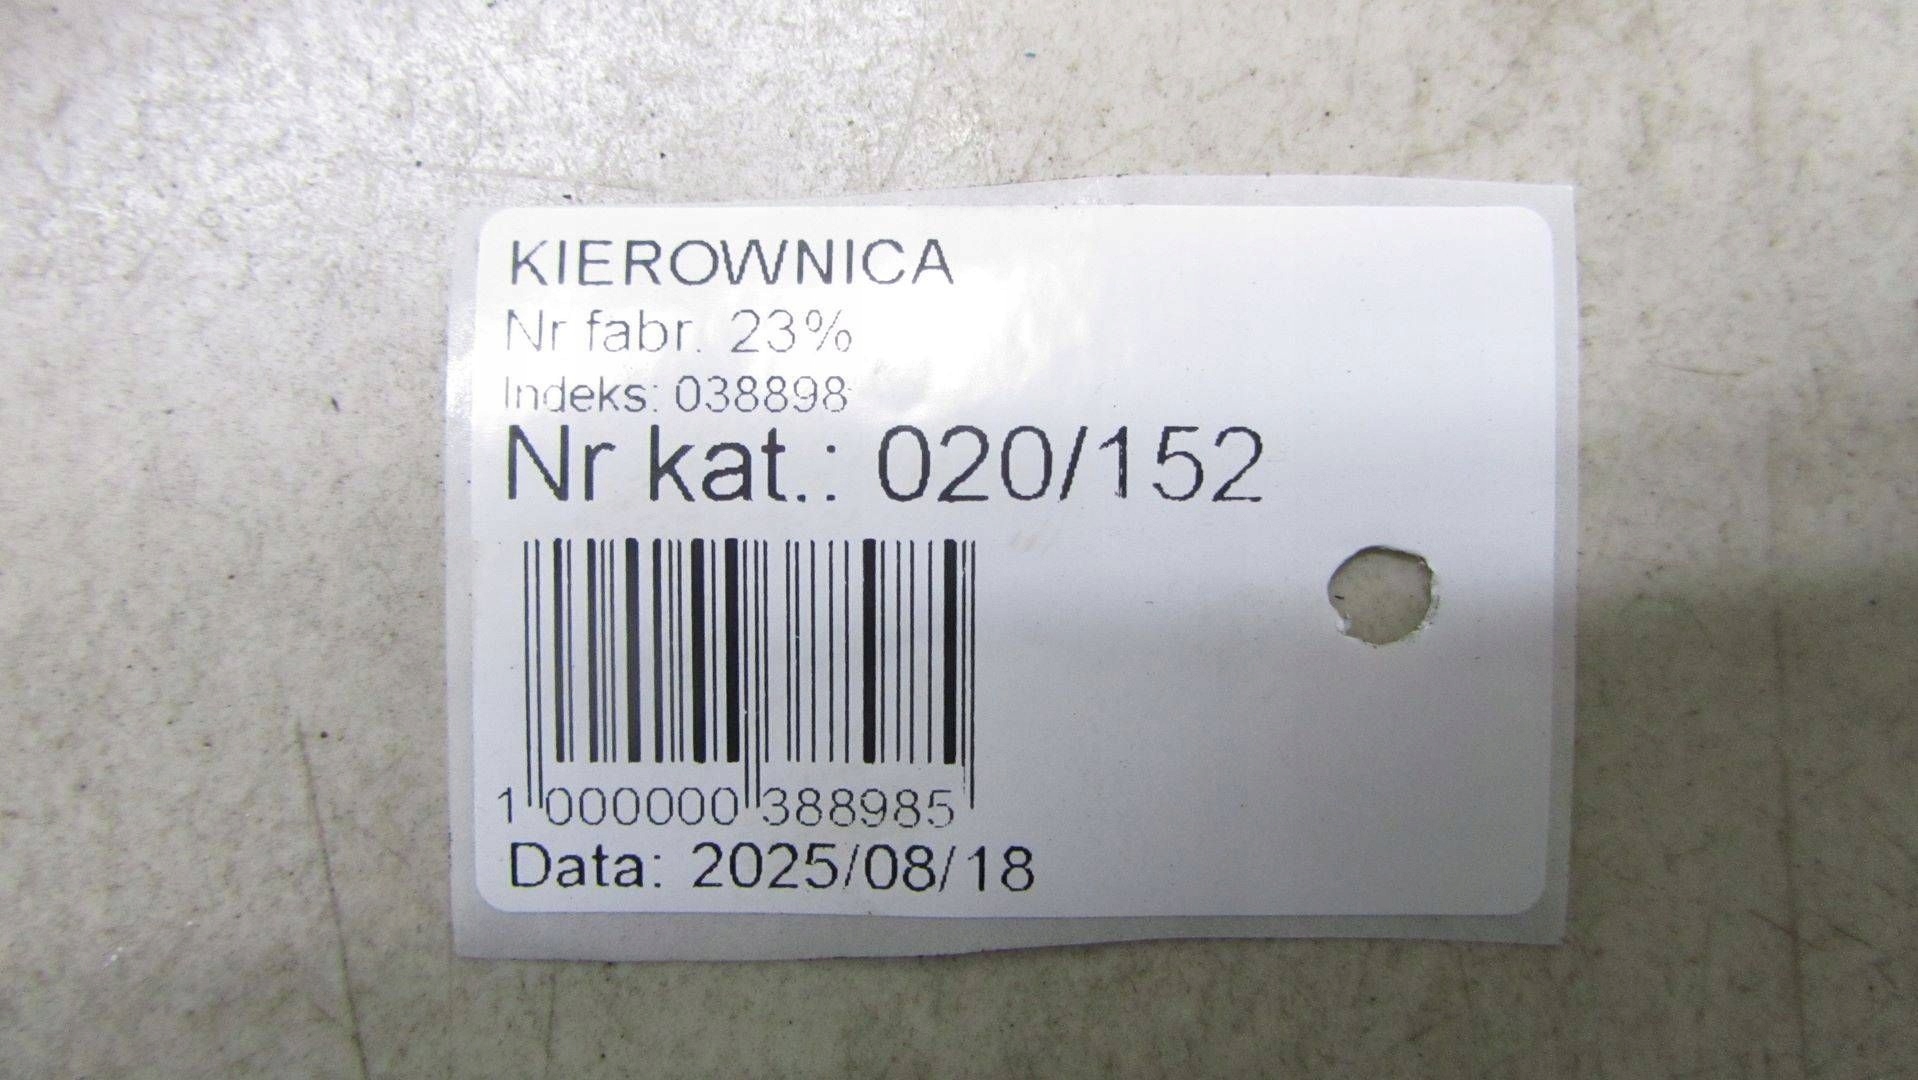 KIEROWNICA
Nr fabr. 23%
Indeks: 038898
Nr kat.: 020/152
1 000000 388985
Data: 2025/08/18